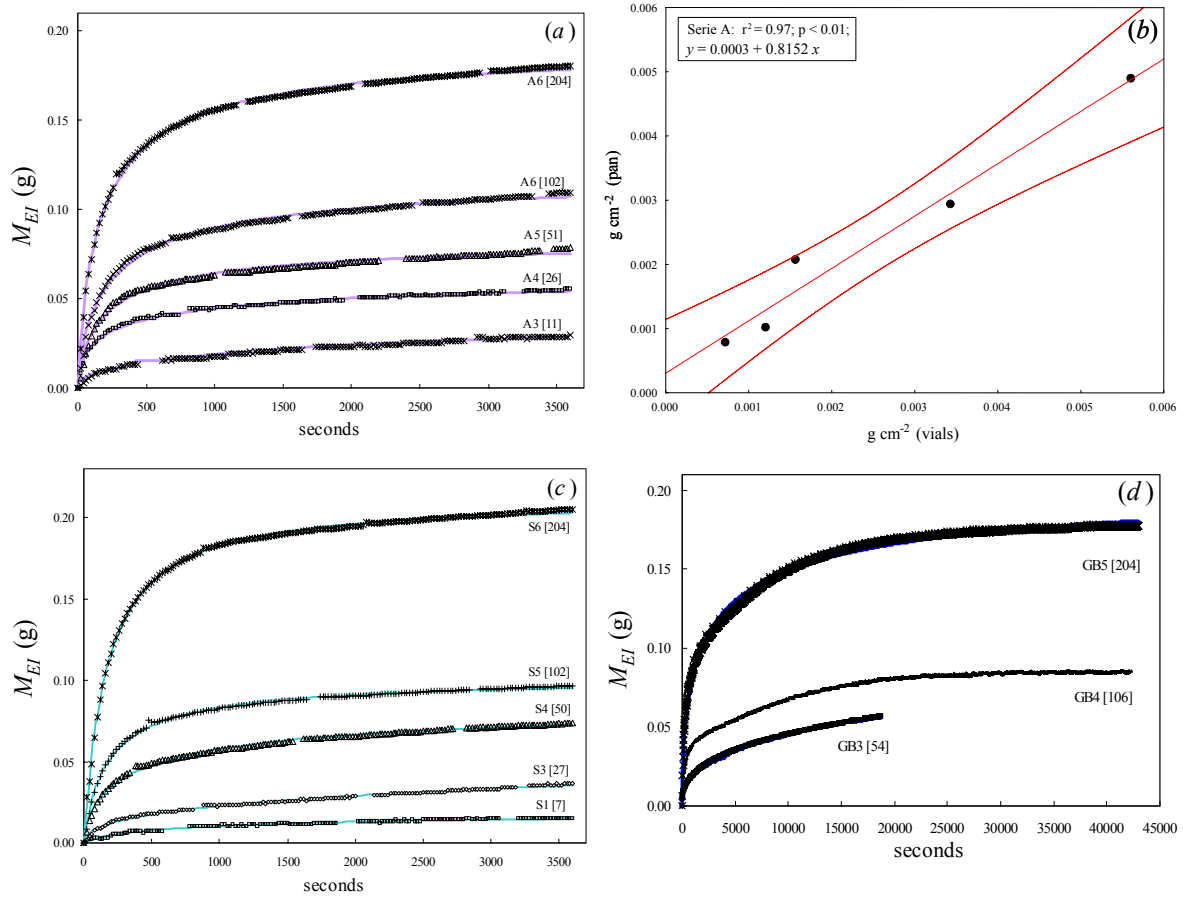 (a)
0.20
0.15
0.10
0.05
0.00
M_EI (g)
A6 [204]
A6 [102]
A5 [51]
A4 [26]
A3 [11]
0 500 1000 1500 2000 2500 3000 3500
seconds
(b)
Serie A: r² = 0.97; p < 0.01;
y = 0.0003 + 0.8152 x
0.006
0.005
0.004
0.003
0.002
0.001
0.000
g cm⁻² (pan)
0.000 0.001 0.002 0.003 0.004 0.005 0.006
g cm⁻² (vials)
(c)
0.20
0.15
0.10
0.05
0.00
M_EI (g)
S6 [204]
S5 [102]
S4 [50]
S3 [27]
S1 [7]
0 500 1000 1500 2000 2500 3000 3500
seconds
(d)
0.20
0.15
0.10
0.05
0.00
M_EI (g)
GB5 [204]
GB4 [106]
GB3 [54]
0 5000 10000 15000 20000 25000 30000 35000 40000 45000
seconds